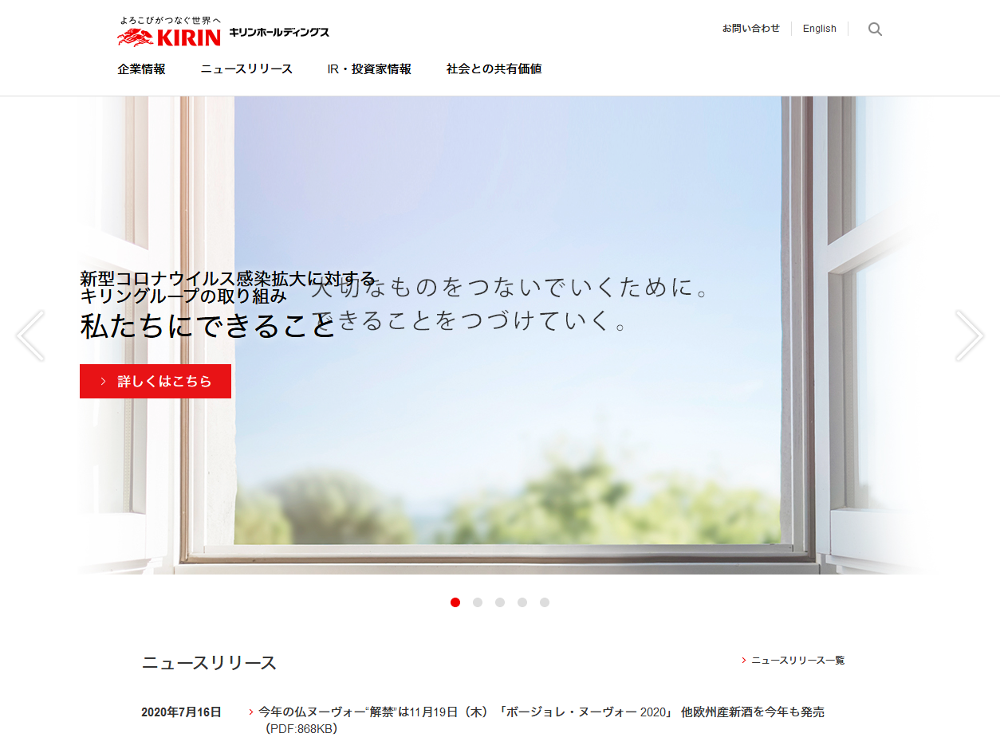 よろこびがつなぐ世界へ
KIRIN キリンホールディングス
お問い合わせ
English
企業情報
ニュースリリース
IR・投資家情報
社会との共有価値
新型コロナウイルス感染拡大に対する
キリングループの取り組み
私たちにできること
大切なものをつないでいくために。
できることをつづけていく。
詳しくはこちら
ニュースリリース
ニュースリリース一覧
2020年7月16日
今年の仏ヌーヴォー“解禁”は11月19日（木）「ボージョレ・ヌーヴォー 2020」 他欧州産新酒を今年も発売
（PDF:868KB）